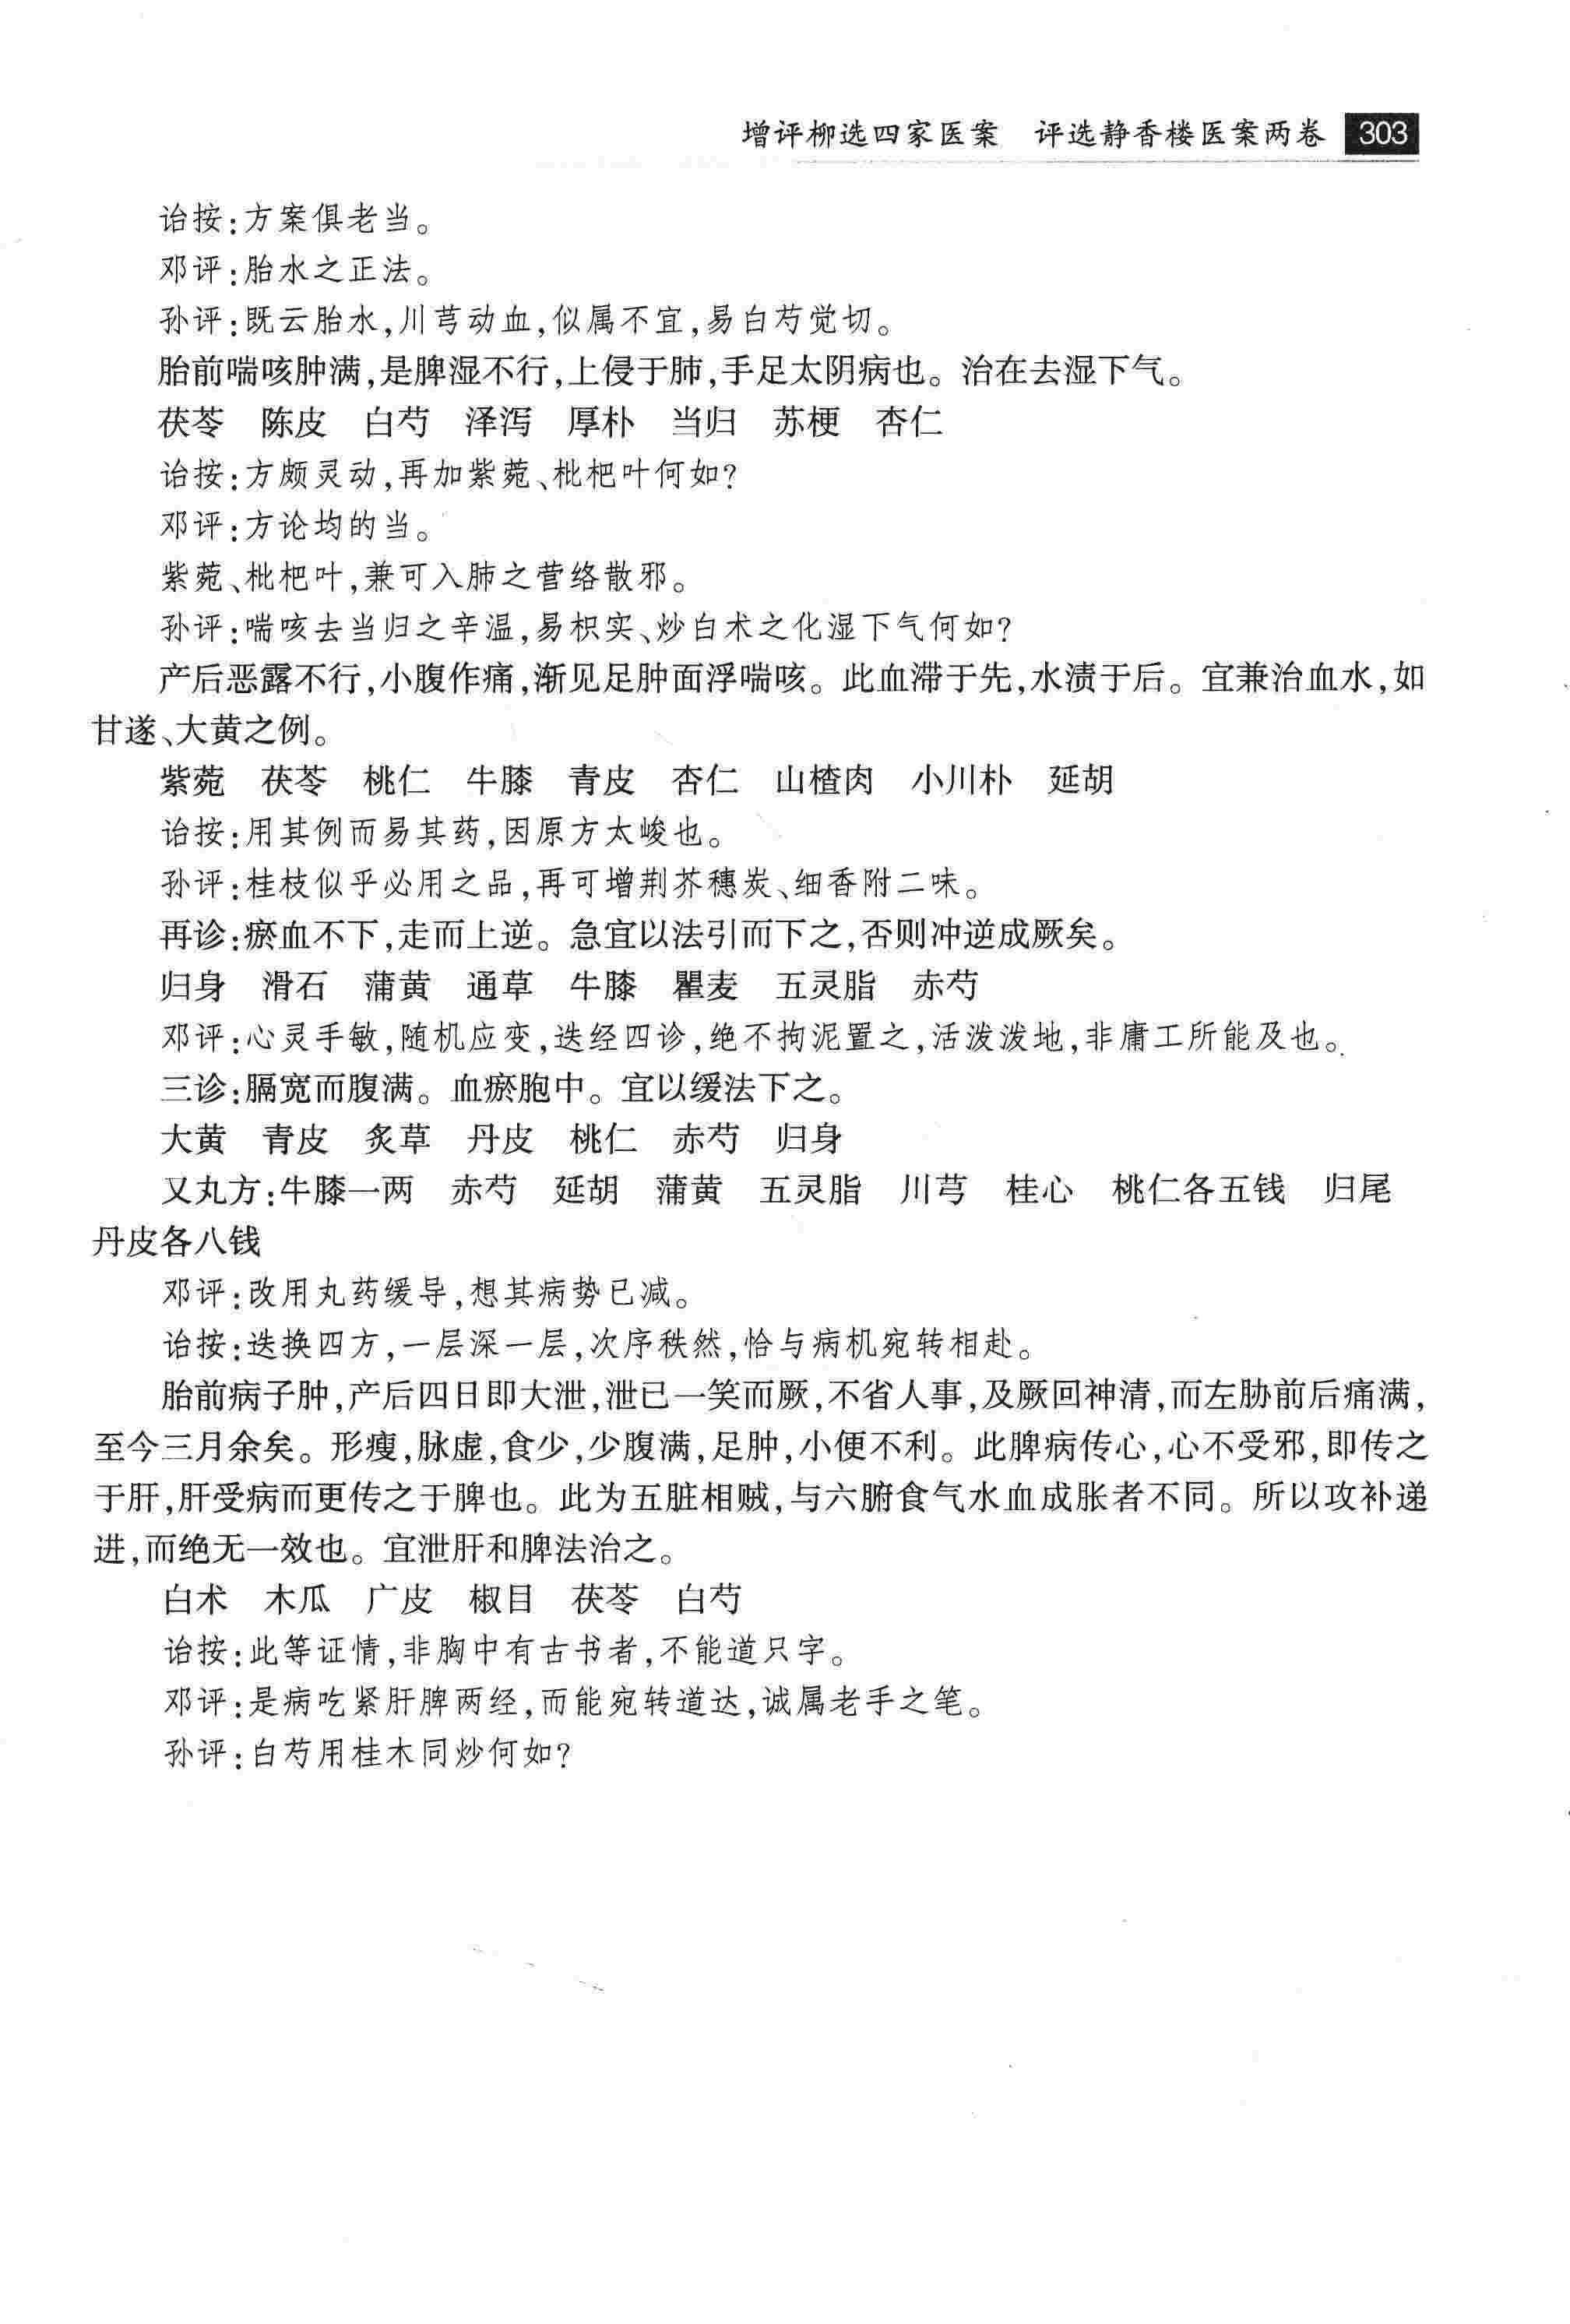 增评柳选四家医案　评选静香楼医案两卷　303
诒按:方案俱老当。
邓评:胎水之正法。
孙评:既云胎水,川芎动血,似属不宜,易白芍觉切。
胎前喘咳肿满,是脾湿不行,上侵于肺,手足太阴病也。治在去湿下气。
茯苓　陈皮　白芍　泽泻　厚朴　当归　苏梗　杏仁
诒按:方颇灵动,再加紫菀、枇杷叶何如?
邓评:方论均的当。
紫菀、枇杷叶,兼可入肺之营络散邪。
孙评:喘咳去当归之辛温,易枳实、炒白术之化湿下气何如?
产后恶露不行,小腹作痛,渐见足肿面浮喘咳。此血滞于先,水渍于后。宜兼治血水,如
甘遂、大黄之例。
紫菀　茯苓　桃仁　牛膝　青皮　杏仁　山楂肉　小川朴　延胡
诒按:用其例而易其药,因原方太峻也。
孙评:桂枝似乎必用之品,再可增荆芥穗炭、细香附二味。
再诊:瘀血不下,走而上逆。急宜以法引而下之,否则冲逆成厥矣。
归身　滑石　蒲黄　通草　牛膝　瞿麦　五灵脂　赤芍
邓评:心灵手敏,随机应变,迭经四诊,绝不拘泥置之,活泼泼地,非庸工所能及也。
三诊:膈宽而腹满。血瘀胞中。宜以缓法下之。
大黄　青皮　炙草　丹皮　桃仁　赤芍　归身
又丸方:牛膝一两　赤芍　延胡　蒲黄　五灵脂　川芎　桂心　桃仁各五钱　归尾
丹皮各八钱
邓评:改用丸药缓导,想其病势已减。
诒按:迭换四方,一层深一层,次序秩然,恰与病机宛转相赴。
胎前病子肿,产后四日即大泄,泄已一笑而厥,不省人事,及厥回神清,而左胁前后痛满,
至今三月余矣。形瘦,脉虚,食少,少腹满,足肿,小便不利。此脾病传心,心不受邪,即传之
于肝,肝受病而更传之于脾也。此为五脏相贼,与六腑食气水血成胀者不同。所以攻补递
进,而绝无一效也。宜泄肝和脾法治之。
白术　木瓜　广皮　椒目　茯苓　白芍
诒按:此等证情,非胸中有古书者,不能道只字。
邓评:是病吃紧肝脾两经,而能宛转道达,诚属老手之笔。
孙评:白芍用桂木同炒何如?